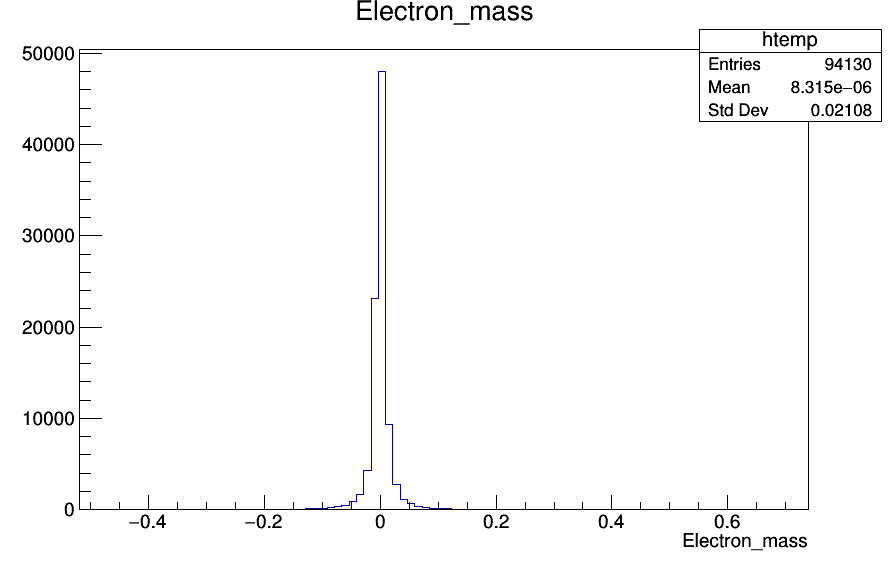 Electron_mass
htemp
Entries 94130
Mean 8.315e−06
Std Dev 0.02108
50000
40000
30000
20000
10000
0
−0.4 −0.2 0 0.2 0.4 0.6
Electron_mass